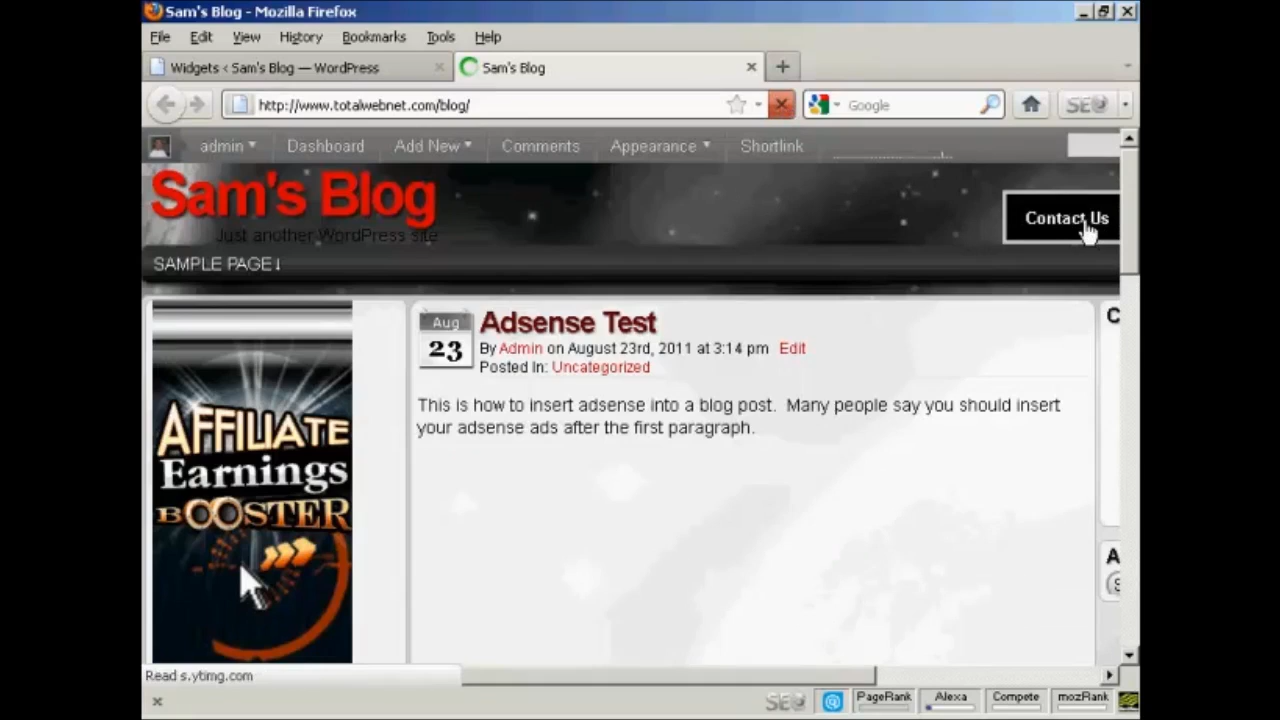 Sam's Blog - Mozilla Firefox
File Edit View History Bookmarks Tools Help
Widgets < Sam's Blog — WordPress
Sam's Blog
http://www.totalwebnet.com/blog/
Google
SEO
admin Dashboard Add New Comments Appearance Shortlink
Sam's Blog
Just another WordPress site
Contact Us
SAMPLE PAGE↓
Aug
23
Adsense Test
By Admin on August 23rd, 2011 at 3:14 pm Edit
Posted In: Uncategorized
This is how to insert adsense into a blog post. Many people say you should insert
your adsense ads after the first paragraph.
AFFILIATE
Earnings
BOOSTER
C
A
Read s.ytimg.com
SEO PageRank Alexa Compete mozRank